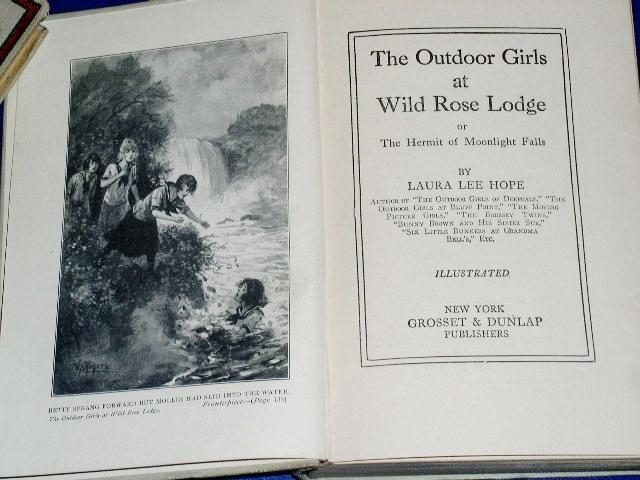 W.S.ROGERS
BETTY SPRANG FORWARD BUT MOLLIE HAD SLID INTO THE WATER.
Frontispiece—(Page 138)
The Outdoor Girls at Wild Rose Lodge.
The Outdoor Girls
at
Wild Rose Lodge
or
The Hermit of Moonlight Falls
BY
LAURA LEE HOPE
AUTHOR OF "THE OUTDOOR GIRLS OF DEEPDALE," "THE
OUTDOOR GIRLS AT BLUFF POINT," "THE MOVING
PICTURE GIRLS," "THE BOBBSEY TWINS,"
"BUNNY BROWN AND HIS SISTER SUE,"
"SIX LITTLE BUNKERS AT GRANDMA
BELL'S," ETC.
ILLUSTRATED
NEW YORK
GROSSET & DUNLAP
PUBLISHERS